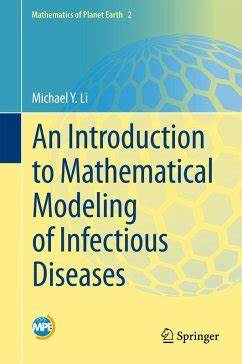 Mathematics of Planet Earth 2
Michael Y. Li
An Introduction
to Mathematical
Modeling
of Infectious
Diseases
MPE
Springer